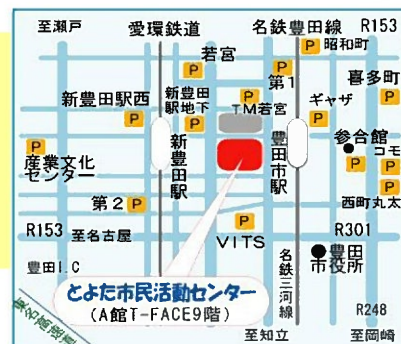 至瀬戸
愛環鉄道
名鉄豊田線
R153
昭和町
P
若宮
P
第1
P
喜多町
P
新豊田駅西
P
新豊田
駅地下
P
TM若宮
P
ギャザ
P
参合館
P
コモ
P
産業文化
センター
P
新豊田駅
豊田市駅
西町丸太
P
第2
P
VITS
P
R153
至名古屋
R301
豊田
市役所
名鉄三河線
豊田I.C
とよた市民活動センター
(A館T-FACE9階)
東名高速道
R248
至知立
至岡崎